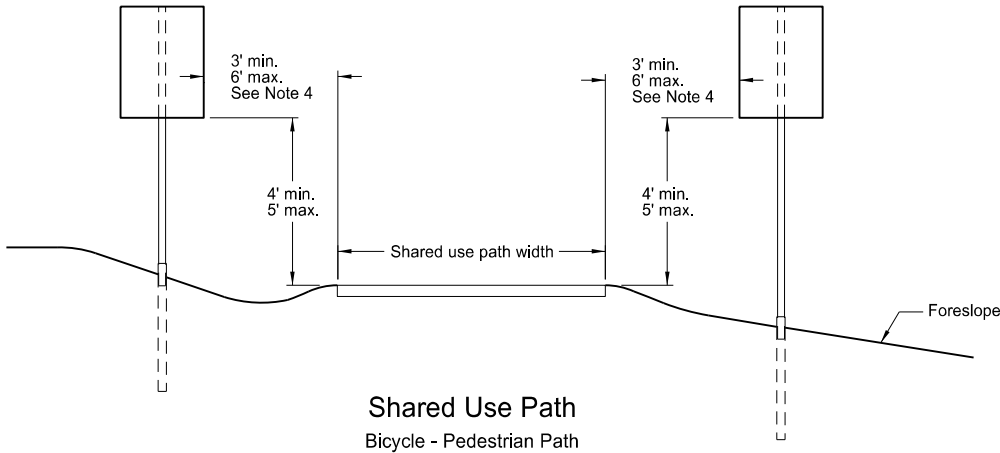 3' min.
6' max.
See Note 4
3' min.
6' max.
See Note 4
4' min.
5' max.
4' min.
5' max.
Shared use path width
Foreslope
Shared Use Path
Bicycle - Pedestrian Path